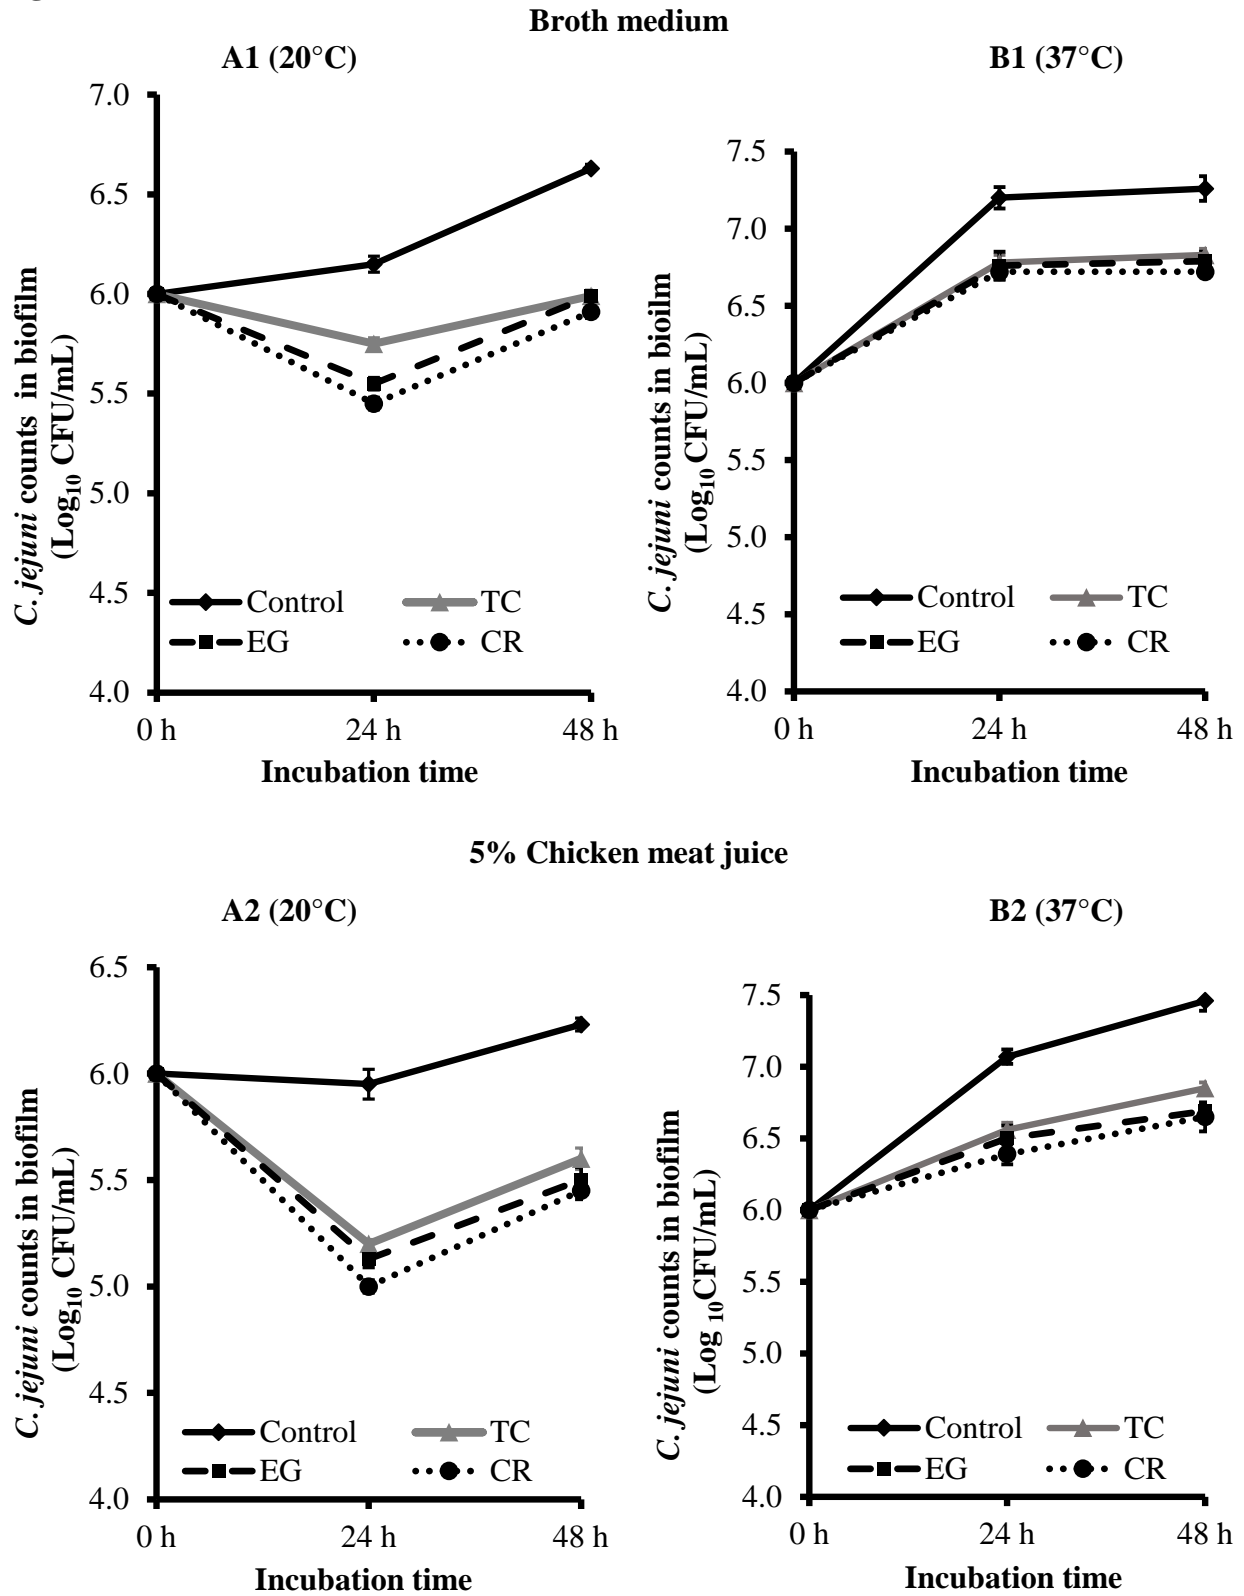 Broth medium
A1 (20°C)
B1 (37°C)
7.0
6.5
6.0
5.5
5.0
4.5
4.0
C. jejuni counts in biofilm
(Log10 CFU/mL)
Control
TC
EG
CR
0 h
24 h
48 h
Incubation time
7.5
7.0
6.5
6.0
5.5
5.0
4.5
4.0
C. jejuni counts in bioilm
(Log10 CFU/mL)
Control
TC
EG
CR
0 h
24 h
48 h
Incubation time
5% Chicken meat juice
A2 (20°C)
B2 (37°C)
6.5
6.0
5.5
5.0
4.5
4.0
C. jejuni counts in biofilm
(Log10 CFU/mL)
Control
TC
EG
CR
0 h
24 h
48 h
Incubation time
7.5
7.0
6.5
6.0
5.5
5.0
4.5
4.0
C. jejuni counts in biofilm
(Log 10CFU/mL)
Control
TC
EG
CR
0 h
24 h
48 h
Incubation time